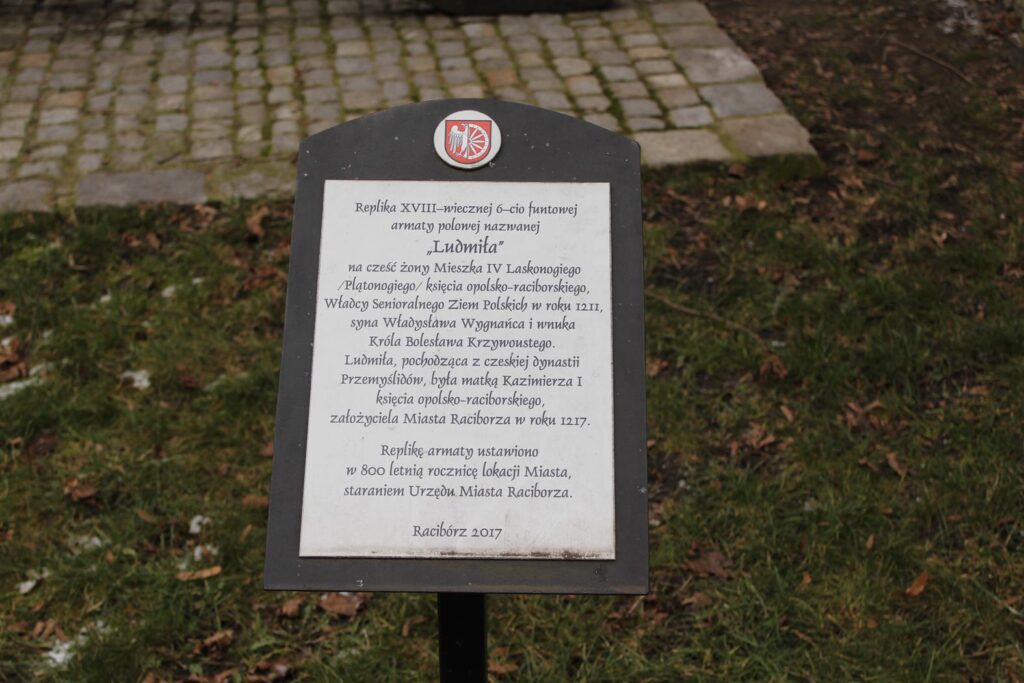 Replika XVIII-wiecznej 6-cio funtowej
armaty polowej nazwanej
„Ludmiła”
na cześć żony Mieszka IV Laskonogiego
/Plątonogiego/ księcia opolsko-raciborskiego,
Władcy Senioralnego Ziem Polskich w roku 1211,
syna Władysława Wygnańca i wnuka
Króla Bolesława Krzywoustego.
Ludmiła, pochodząca z czeskiej dynastii
Przemyślidów, była matką Kazimierza I
księcia opolsko-raciborskiego,
założyciela Miasta Raciborza w roku 1217.
Replikę armaty ustawiono
w 800 letnią rocznicę lokacji Miasta,
staraniem Urzędu Miasta Raciborza.
Racibórz 2017